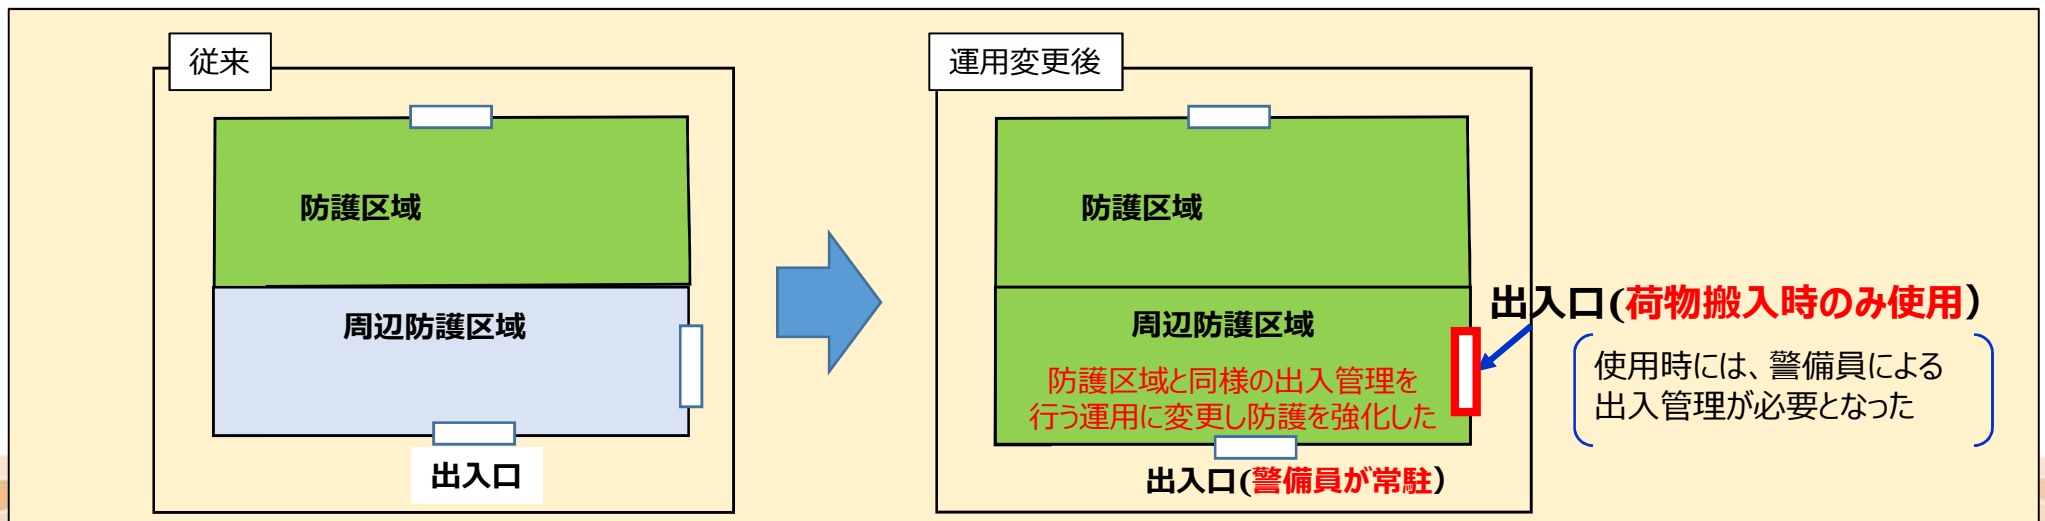 従来
防護区域
周辺防護区域
出入口
運用変更後
防護区域
周辺防護区域
防護区域と同様の出入管理を
行う運用に変更し防護を強化した
出入口(警備員が常駐)
出入口(荷物搬入時のみ使用)
使用時には、警備員による
出入管理が必要となった